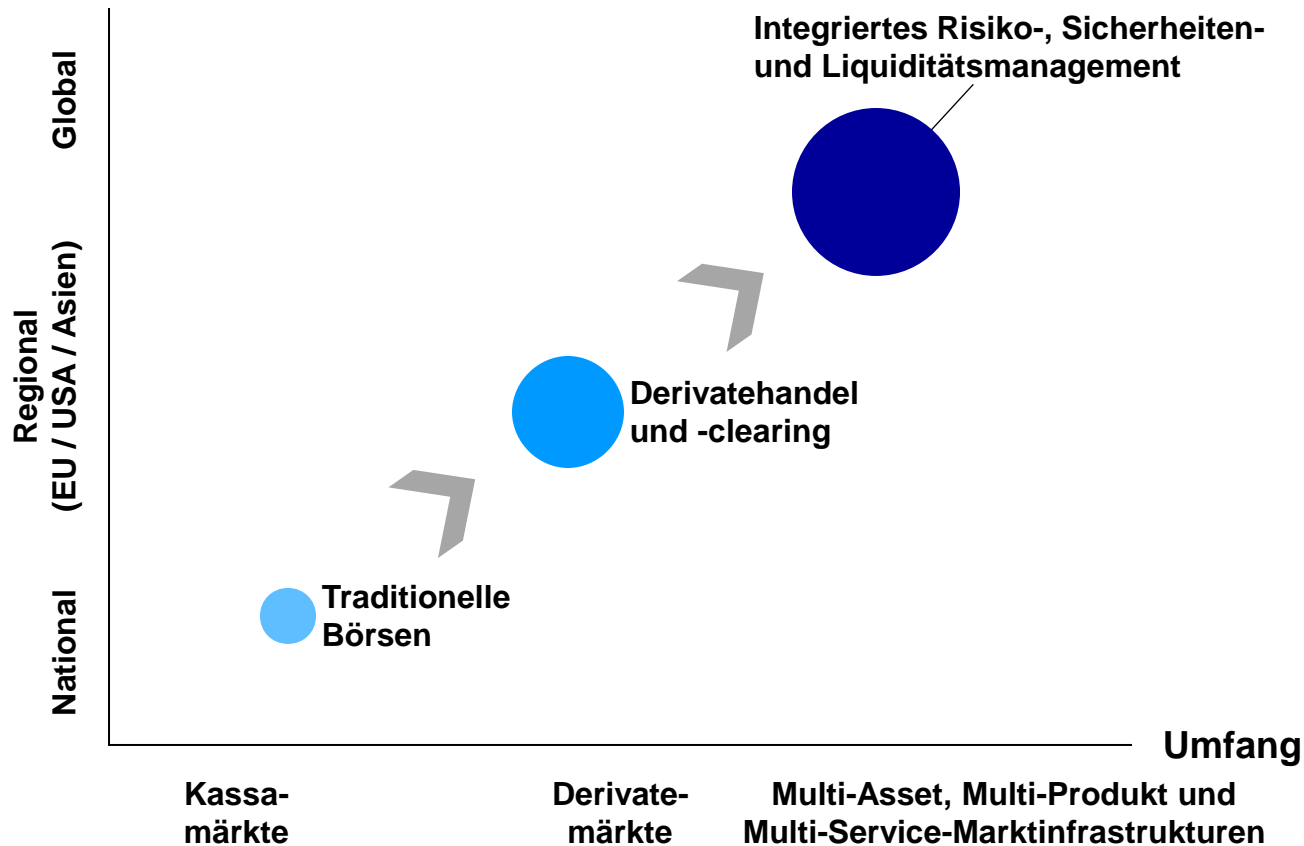 Integriertes Risiko-, Sicherheiten-
und Liquiditätsmanagement
Global
Regional
(EU / USA / Asien)
National
Derivatehandel
und -clearing
Traditionelle
Börsen
Umfang
Kassa-
märkte
Derivate-
märkte
Multi-Asset, Multi-Produkt und
Multi-Service-Marktinfrastrukturen